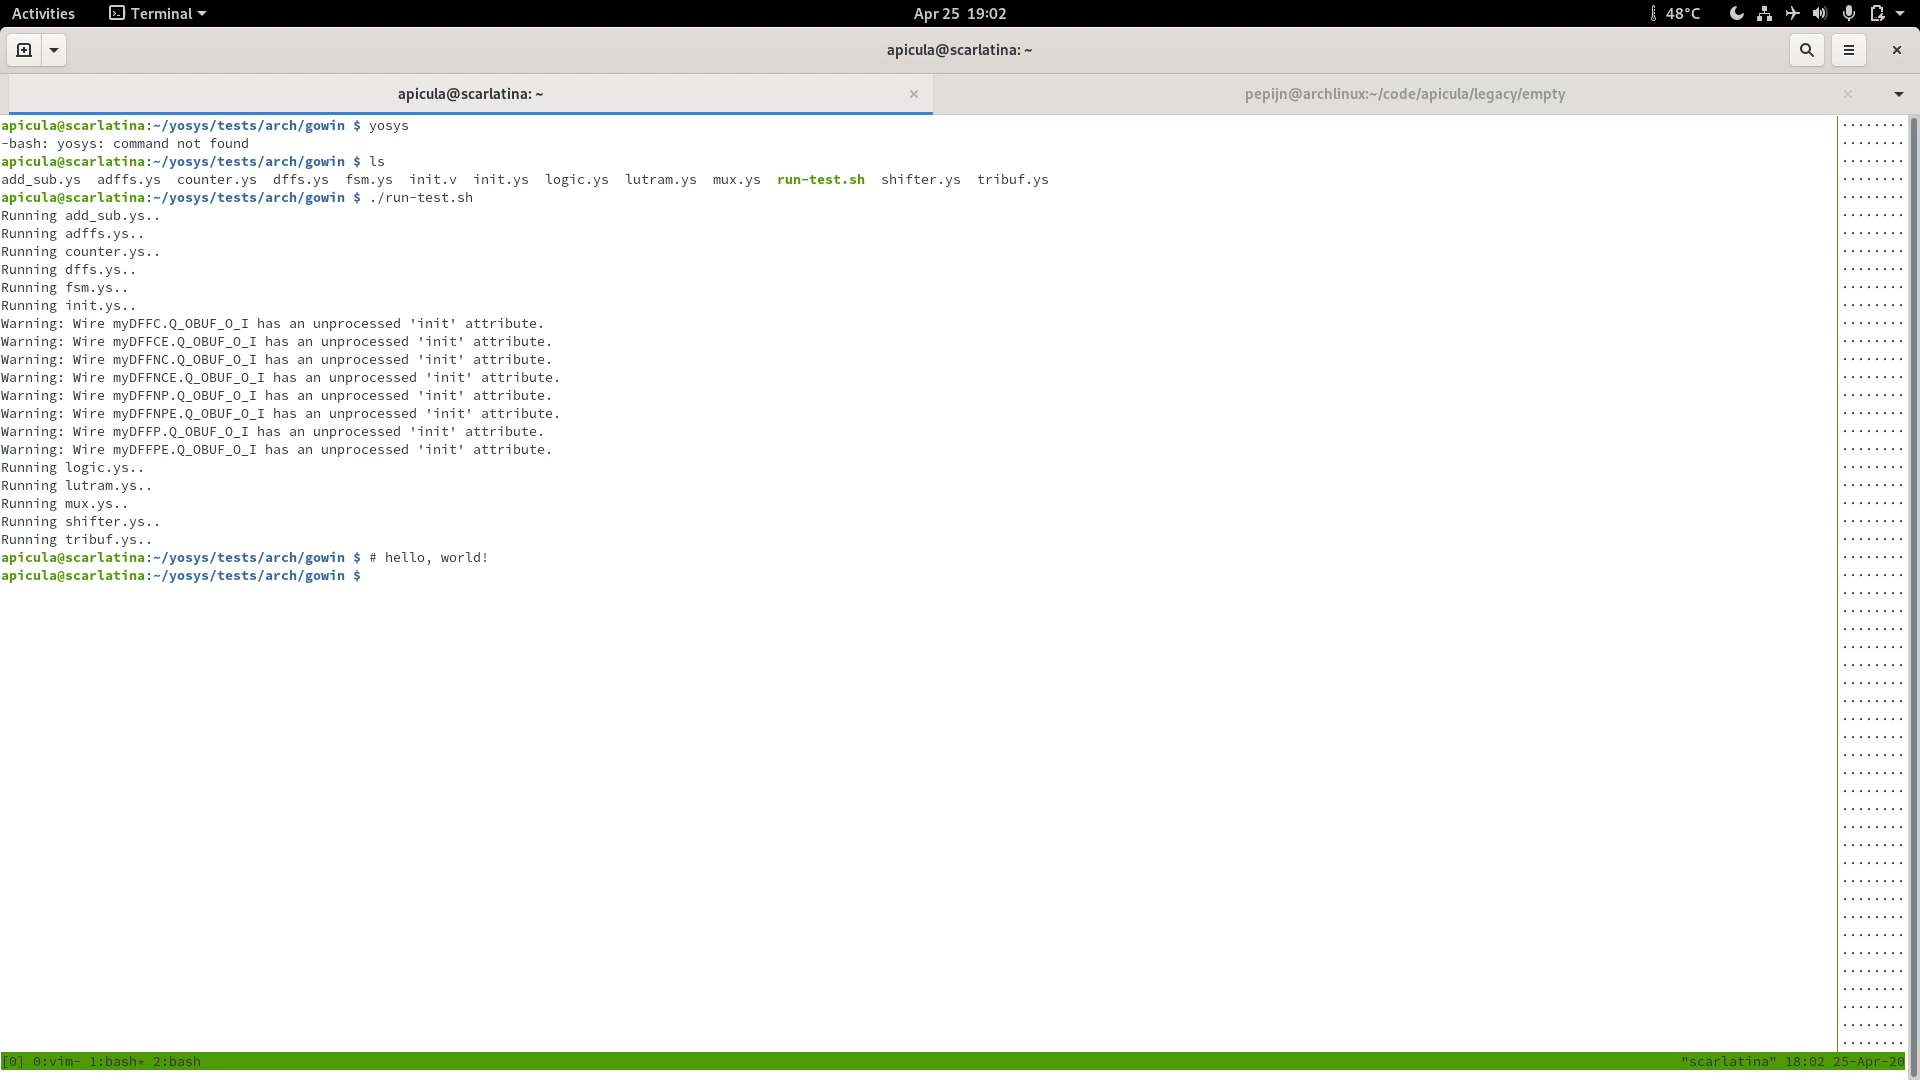 Activities Terminal Apr 25 19:02 48°C
apicula@scarlatina: ~
apicula@scarlatina: ~ pepijn@archlinux:~/code/apicula/legacy/empty
apicula@scarlatina:~/yosys/tests/arch/gowin $ yosys
-bash: yosys: command not found
apicula@scarlatina:~/yosys/tests/arch/gowin $ ls
add_sub.ys  adffs.ys  counter.ys  dffs.ys  fsm.ys  init.v  init.ys  logic.ys  lutram.ys  mux.ys  run-test.sh  shifter.ys  tribuf.ys
apicula@scarlatina:~/yosys/tests/arch/gowin $ ./run-test.sh
Running add_sub.ys..
Running adffs.ys..
Running counter.ys..
Running dffs.ys..
Running fsm.ys..
Running init.ys..
Warning: Wire myDFFC.Q_OBUF_O_I has an unprocessed 'init' attribute.
Warning: Wire myDFFCE.Q_OBUF_O_I has an unprocessed 'init' attribute.
Warning: Wire myDFFNC.Q_OBUF_O_I has an unprocessed 'init' attribute.
Warning: Wire myDFFNCE.Q_OBUF_O_I has an unprocessed 'init' attribute.
Warning: Wire myDFFNP.Q_OBUF_O_I has an unprocessed 'init' attribute.
Warning: Wire myDFFNPE.Q_OBUF_O_I has an unprocessed 'init' attribute.
Warning: Wire myDFFP.Q_OBUF_O_I has an unprocessed 'init' attribute.
Warning: Wire myDFFPE.Q_OBUF_O_I has an unprocessed 'init' attribute.
Running logic.ys..
Running lutram.ys..
Running mux.ys..
Running shifter.ys..
Running tribuf.ys..
apicula@scarlatina:~/yosys/tests/arch/gowin $ # hello, world!
apicula@scarlatina:~/yosys/tests/arch/gowin $
[0] 0:vim- 1:bash+ 2:bash "scarlatina" 18:02 25-Apr-20